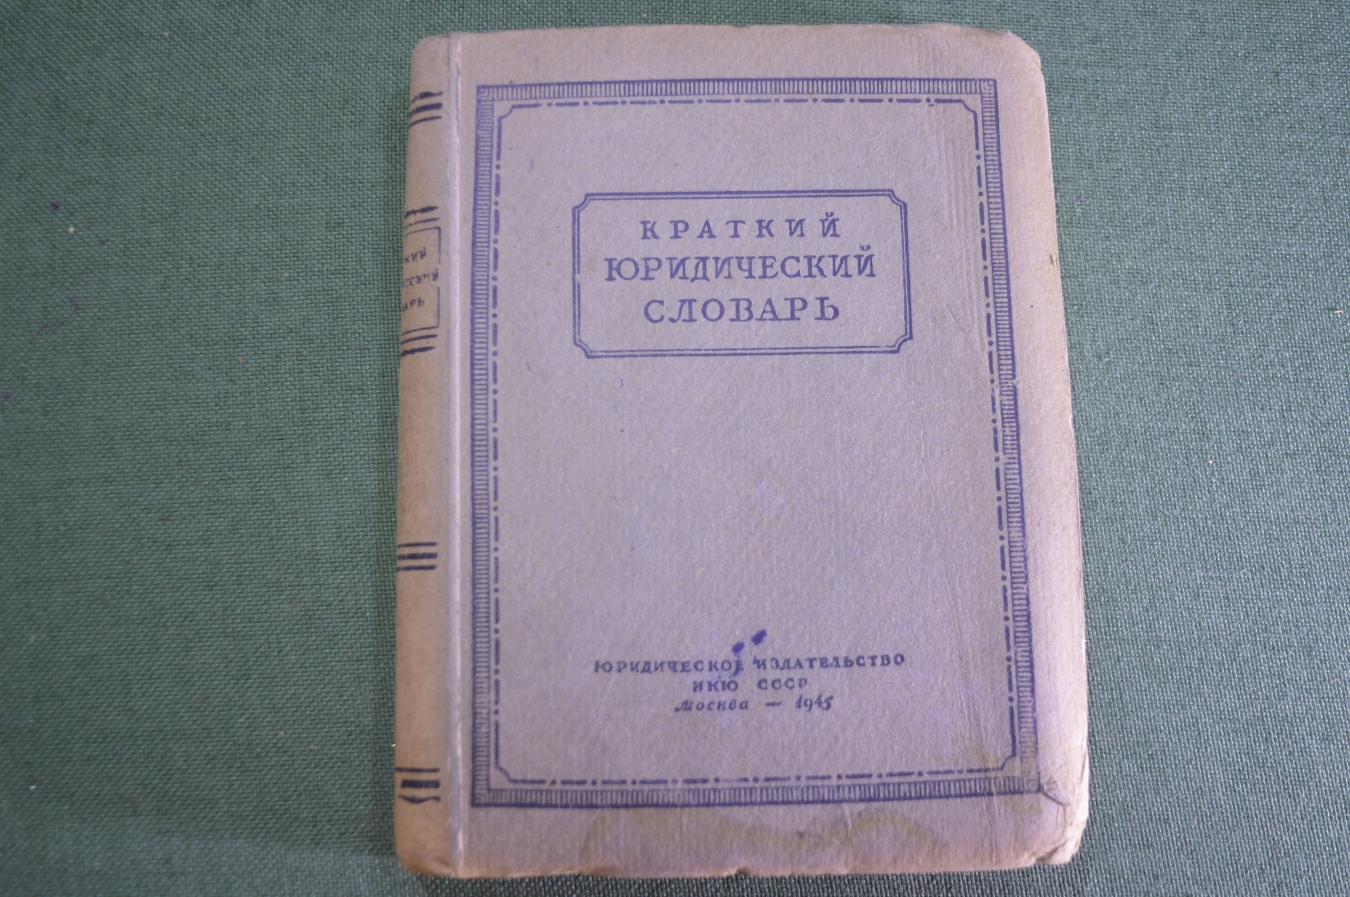 КРАТКИЙ
ЮРИДИЧЕСКИЙ
СЛОВАРЬ
ЮРИДИЧЕСКОЕ ИЗДАТЕЛЬСТВО
НКЮ СССР
Москва — 1945